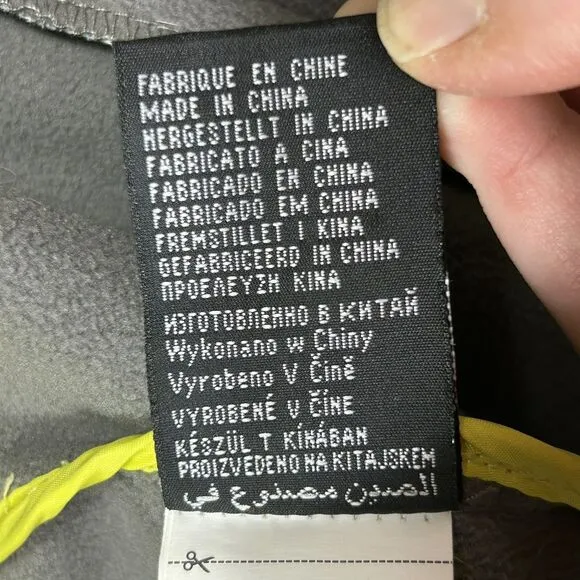 FABRIQUE EN CHINE
MADE IN CHINA
HERGESTELLT IN CHINA
FABRICATO A CINA
FABRICADO EN CHINA
FABRICADO EM CHINA
FREMSTILLET I KINA
GEFABRICEERD IN CHINA
ΠΡΟΕΛΕΥΣΗ ΚΙΝΑ
ИЗГОТОВЛЕННО В КИТАЙ
Wykonano w Chiny
Vyrobeno V Čině
VYROBENÉ V ČÍNE
KÉSZÜL T KÍNÁBAN
PROIZVEDENO NA KITAJSKEM
الصين مصنوع في